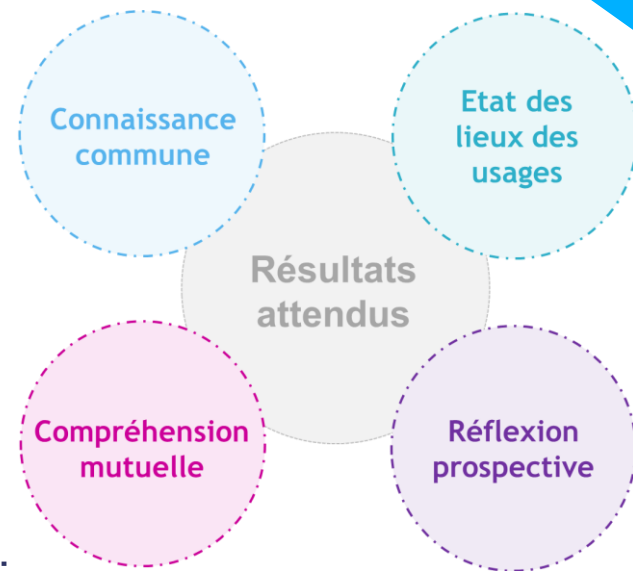 Connaissance
commune
Etat des
lieux des
usages
Résultats
attendus
Compréhension
mutuelle
Réflexion
prospective
.